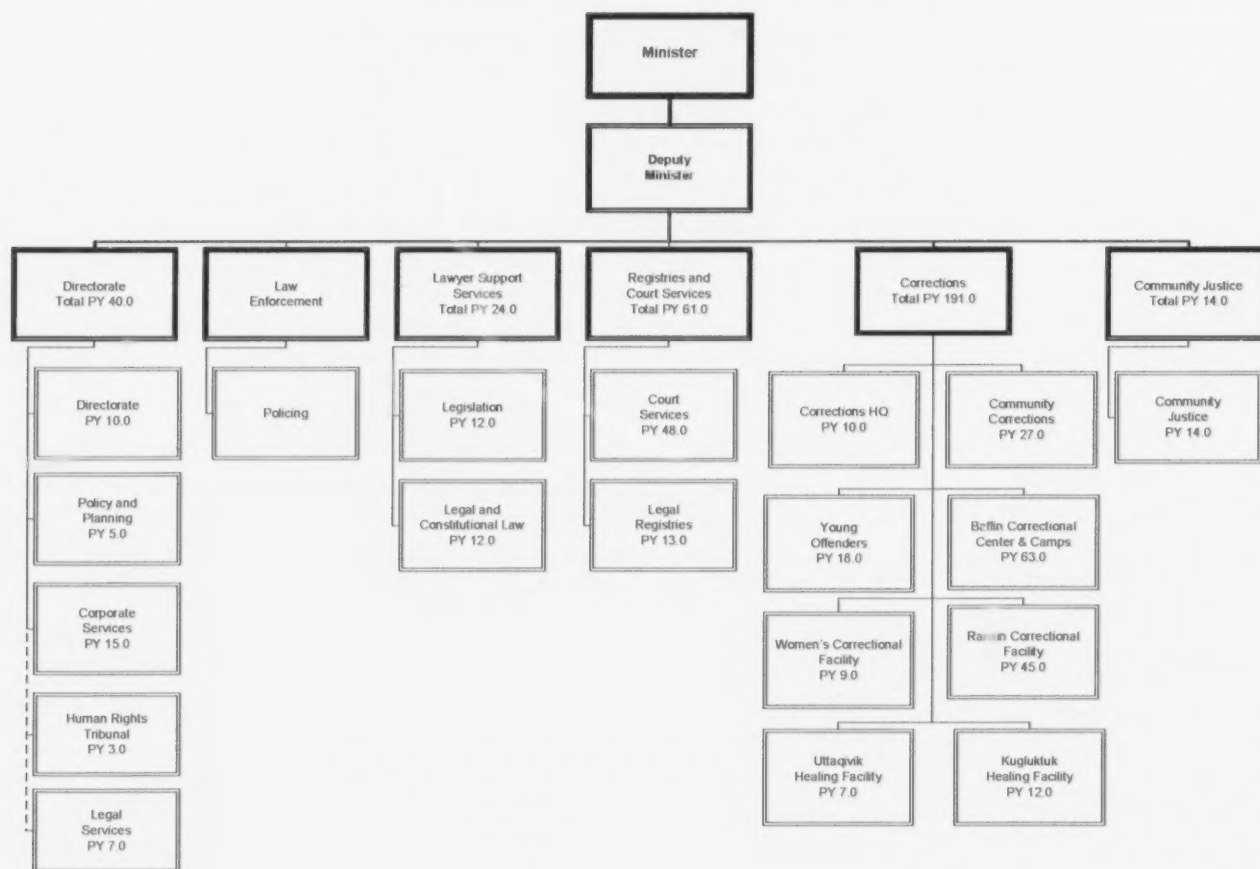 Minister
Deputy
Minister
Directorate
Total PY 40.0
Law
Enforcement
Lawyer Support
Services
Total PY 24.0
Registries and
Court Services
Total PY 61.0
Corrections
Total PY 191.0
Community Justice
Total PY 14.0
Directorate
PY 10.0
Policy and
Planning
PY 5.0
Corporate
Services
PY 15.0
Human Rights
Tribunal
PY 3.0
Legal
Services
PY 7.0
Policing
Legislation
PY 12.0
Legal and
Constitutional Law
PY 12.0
Court
Services
PY 48.0
Legal
Registries
PY 13.0
Corrections HQ
PY 10.0
Community
Corrections
PY 27.0
Young
Offenders
PY 18.0
Baffin Correctional
Center & Camps
PY 63.0
Women's Correctional
Facility
PY 9.0
Correctional
Facility
PY 45.0
Uttaqivik
Healing Facility
PY 7.0
Kugluktuk
Healing Facility
PY 12.0
Community
Justice
PY 14.0